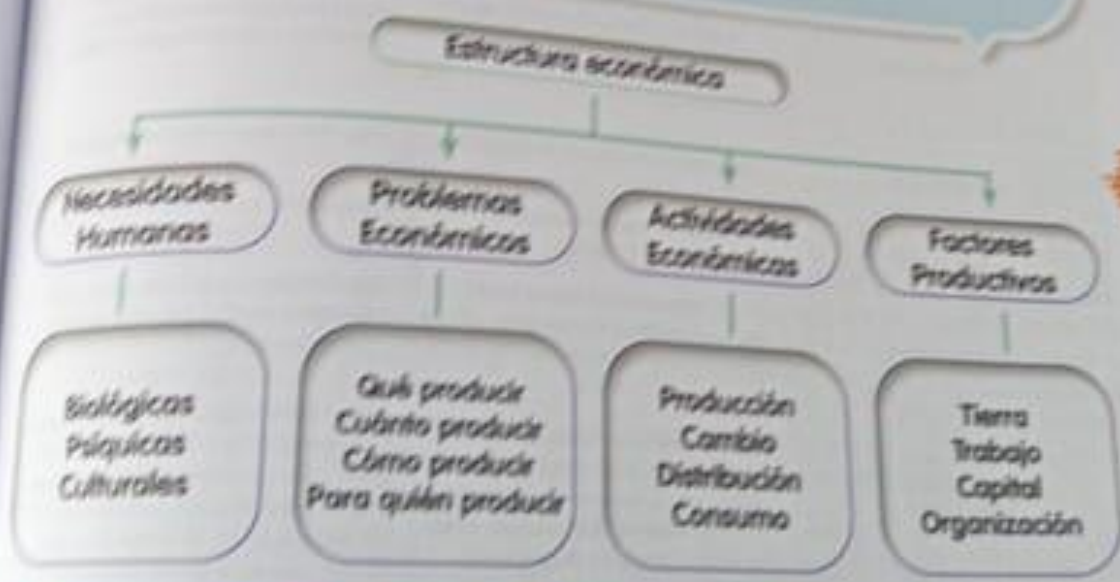 Estructura económica
Necesidades
Humanas
Problemas
Económicos
Actividades
Económicas
Factores
Productivos
Biológicas
Psíquicas
Culturales
Qué producir
Cuánto producir
Cómo producir
Para quién producir
Producción
Cambio
Distribución
Consumo
Tierra
Trabajo
Capital
Organización